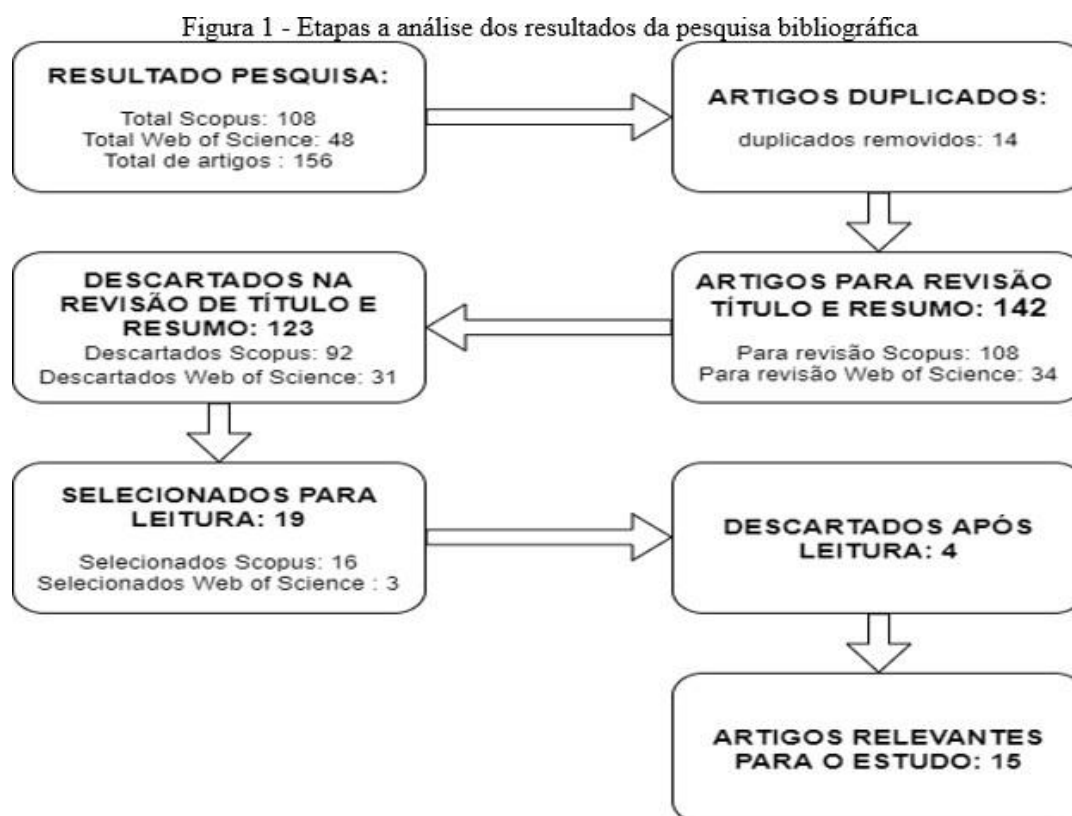 Figura 1 - Etapas a análise dos resultados da pesquisa bibliográfica
RESULTADO PESQUISA:
Total Scopus: 108
Total Web of Science: 48
Total de artigos : 156
ARTIGOS DUPLICADOS:
duplicados removidos: 14
ARTIGOS PARA REVISÃO
TÍTULO E RESUMO: 142
Para revisão Scopus: 108
Para revisão Web of Science: 34
DESCARTADOS NA
REVISÃO DE TÍTULO E
RESUMO: 123
Descartados Scopus: 92
Descartados Web of Science: 31
SELECIONADOS PARA
LEITURA: 19
Selecionados Scopus: 16
Selecionados Web of Science : 3
DESCARTADOS APÓS
LEITURA: 4
ARTIGOS RELEVANTES
PARA O ESTUDO: 15